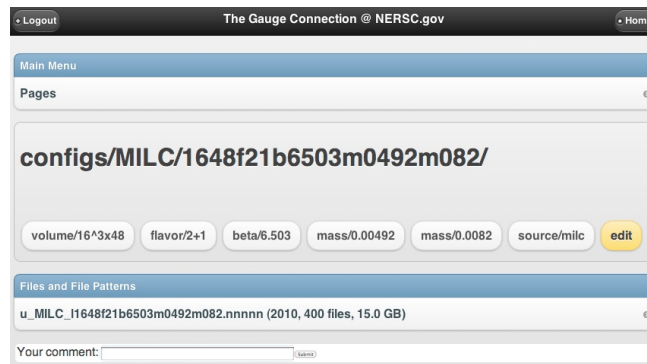 Logout
The Gauge Connection @ NERSC.gov
Hom
Main Menu
Pages
configs/MILC/1648f21b6503m0492m082/
volume/16^3x48 flavor/2+1 beta/6.503 mass/0.00492 mass/0.0082 source/milc edit
Files and File Patterns
u_MILC_l1648f21b6503m0492m082.nnnnn (2010, 400 files, 15.0 GB)
Your comment: Submit